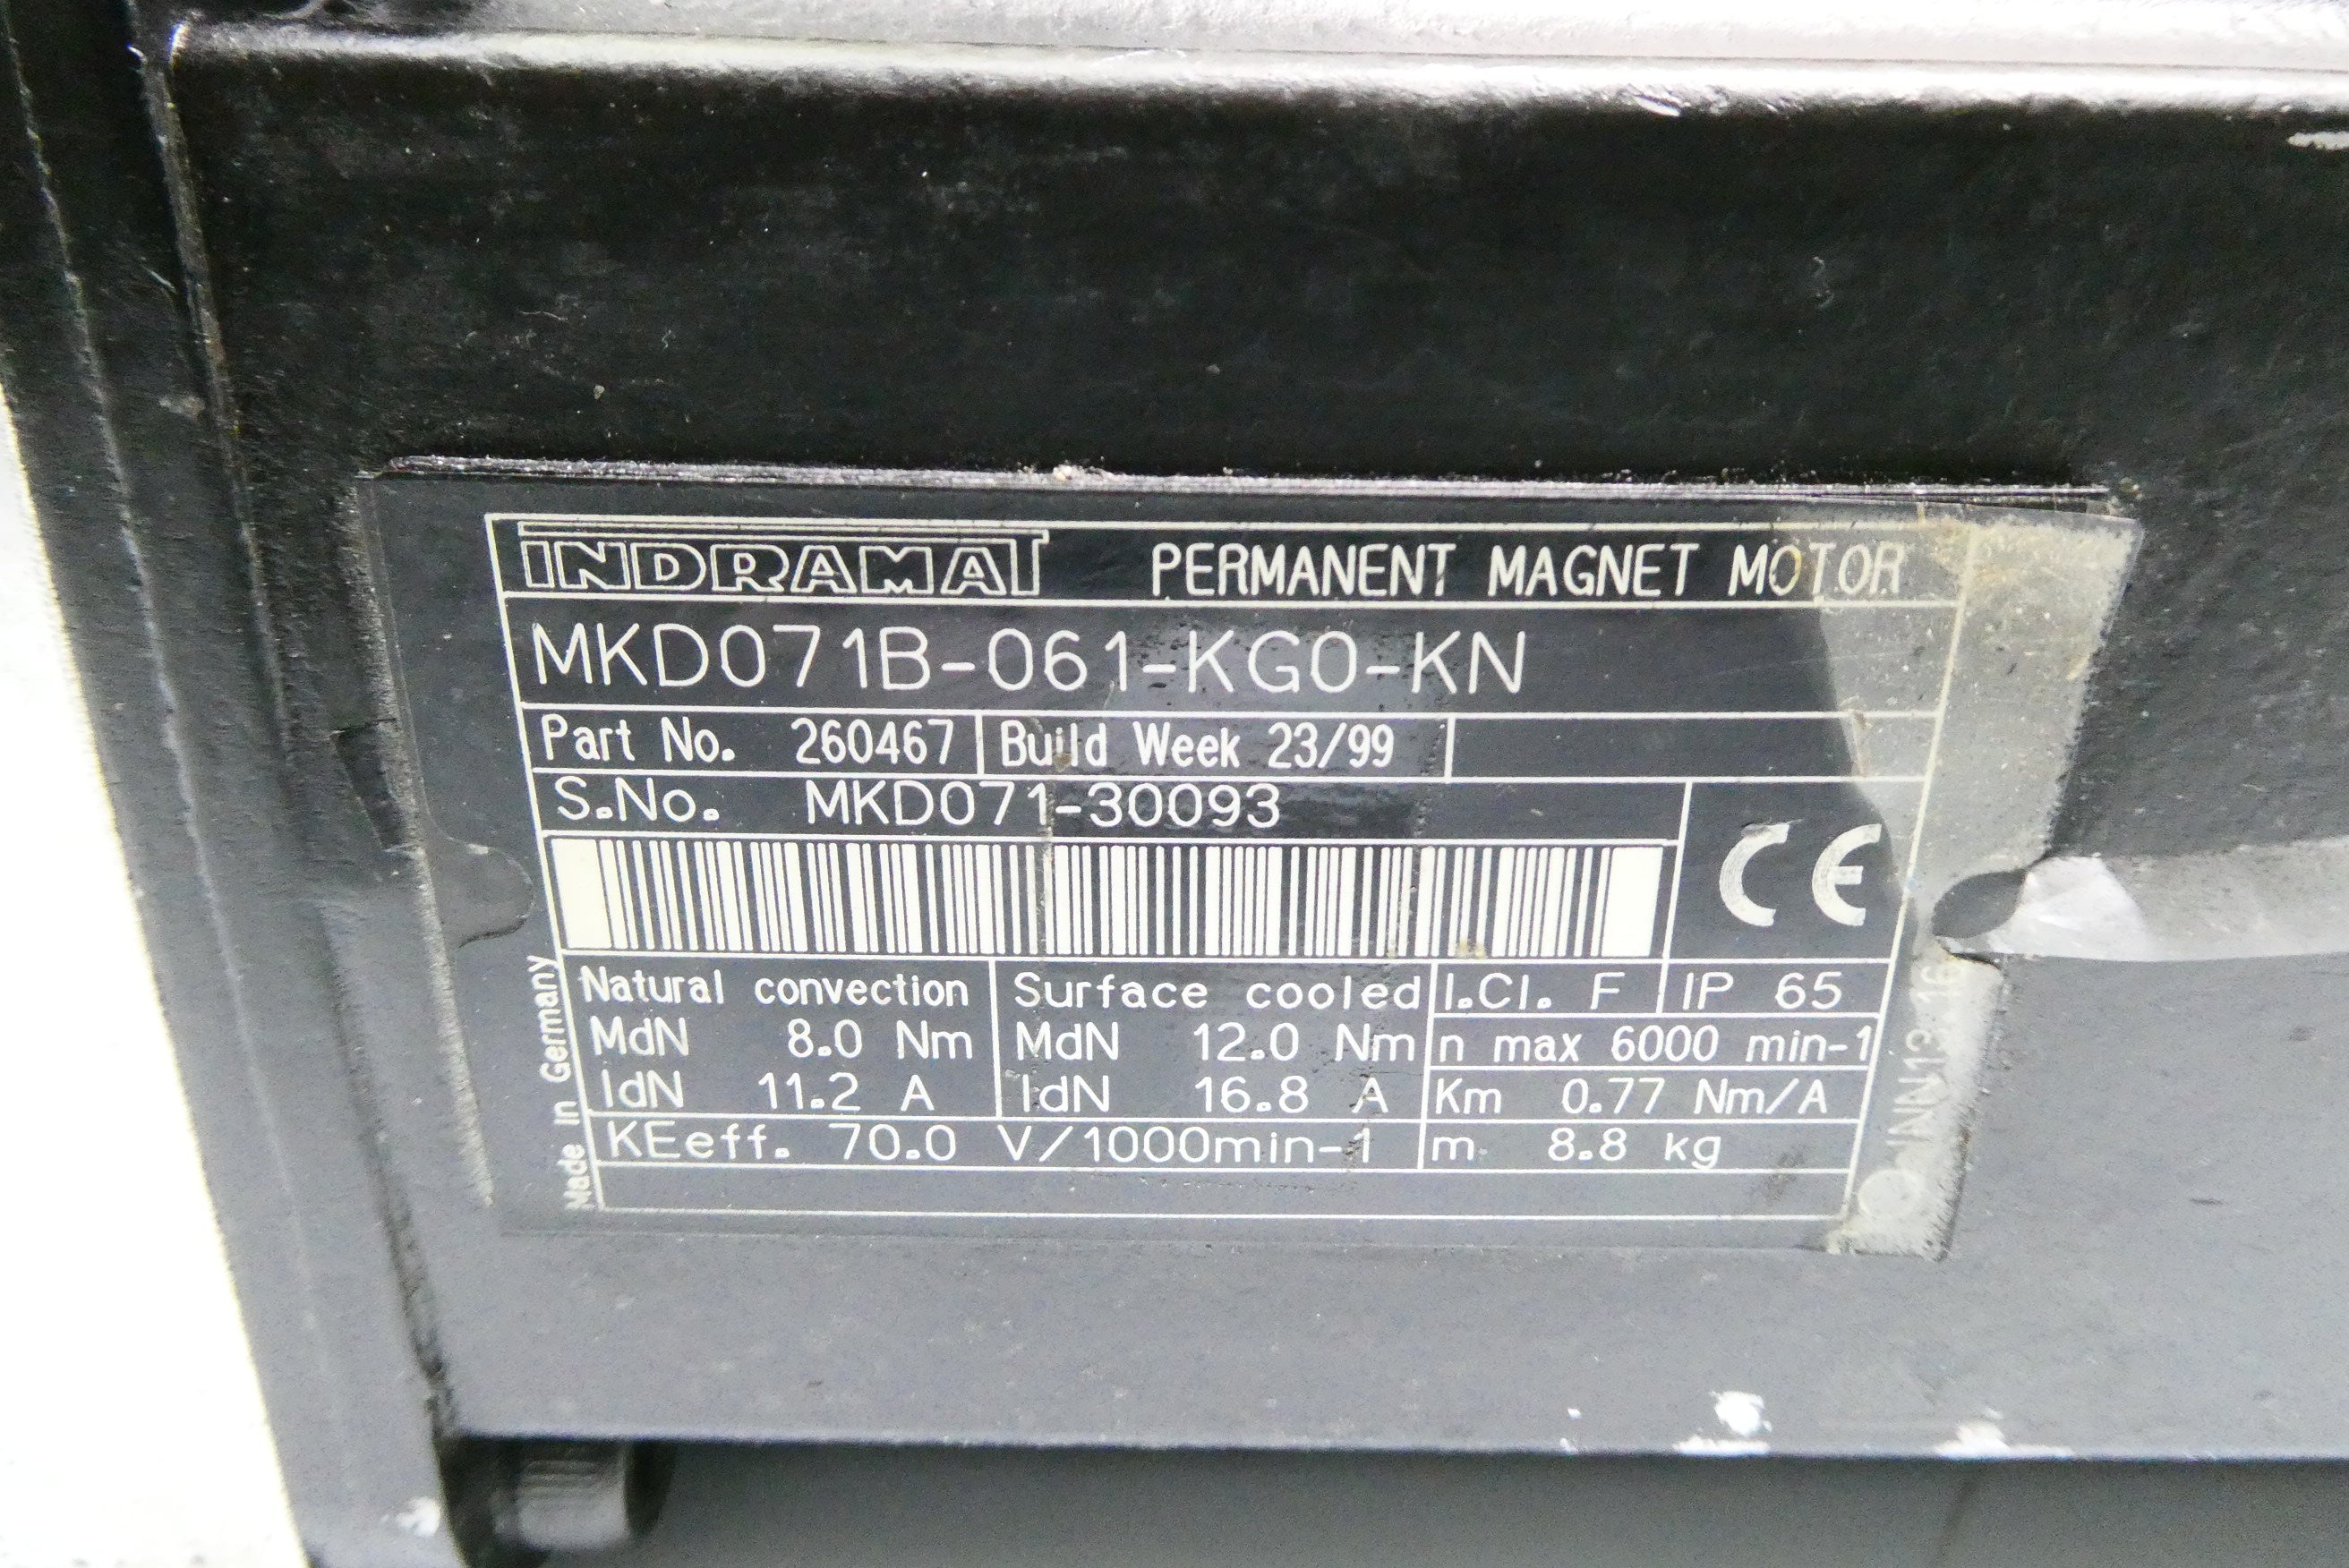 INDRAMAT PERMANENT MAGNET MOTOR
MKD071B-061-KG0-KN
Part No. 260467 Build Week 23/99
S.No. MKD071-30093
CE
Natural convection Surface cooled I.Cl. F IP 65
MdN 8.0 Nm MdN 12.0 Nm n max 6000 min-1
IdN 11.2 A IdN 16.8 A Km 0.77 Nm/A
KEeff. 70.0 V/1000min-1 m 8.8 kg
Made in Germany